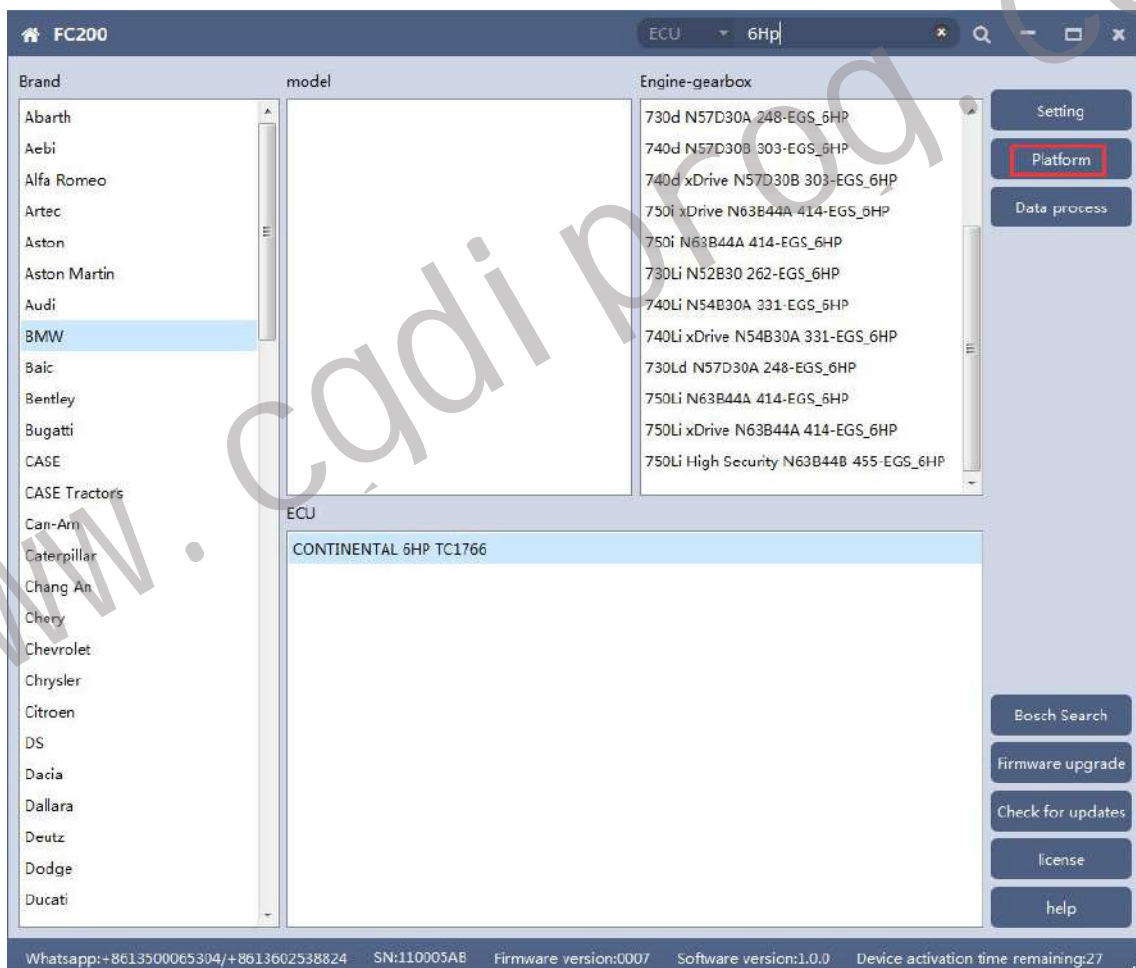 FC200
ECU
6Hp
Brand
Abarth
Aebi
Alfa Romeo
Artec
Aston
Aston Martin
Audi
BMW
Baic
Bentley
Bugatti
CASE
CASE Tractors
Can-Am
Caterpillar
Chang An
Chery
Chevrolet
Chrysler
Citroen
DS
Dacia
Dallara
Deutz
Dodge
Ducati
model
Engine-gearbox
730d N57D30A 248-EGS_6HP
740d N57D30B 303-EGS_6HP
740d xDrive N57D30B 303-EGS_6HP
750i xDrive N63B44A 414-EGS_6HP
750i N63B44A 414-EGS_6HP
730Li N52B30 262-EGS_6HP
740Li N54B30A 331-EGS_6HP
740Li xDrive N54B30A 331-EGS_6HP
730Ld N57D30A 248-EGS_6HP
750Li N63B44A 414-EGS_6HP
750Li xDrive N63B44A 414-EGS_6HP
750Li High Security N63B44B 455-EGS_6HP
ECU
CONTINENTAL 6HP TC1766
Setting
Platform
Data process
Bosch Search
Firmware upgrade
Check for updates
license
help
Whatsapp:+8613500065304/+8613602538824 SN:110005AB Firmware version:0007 Software version:1.0.0 Device activation time remaining:27